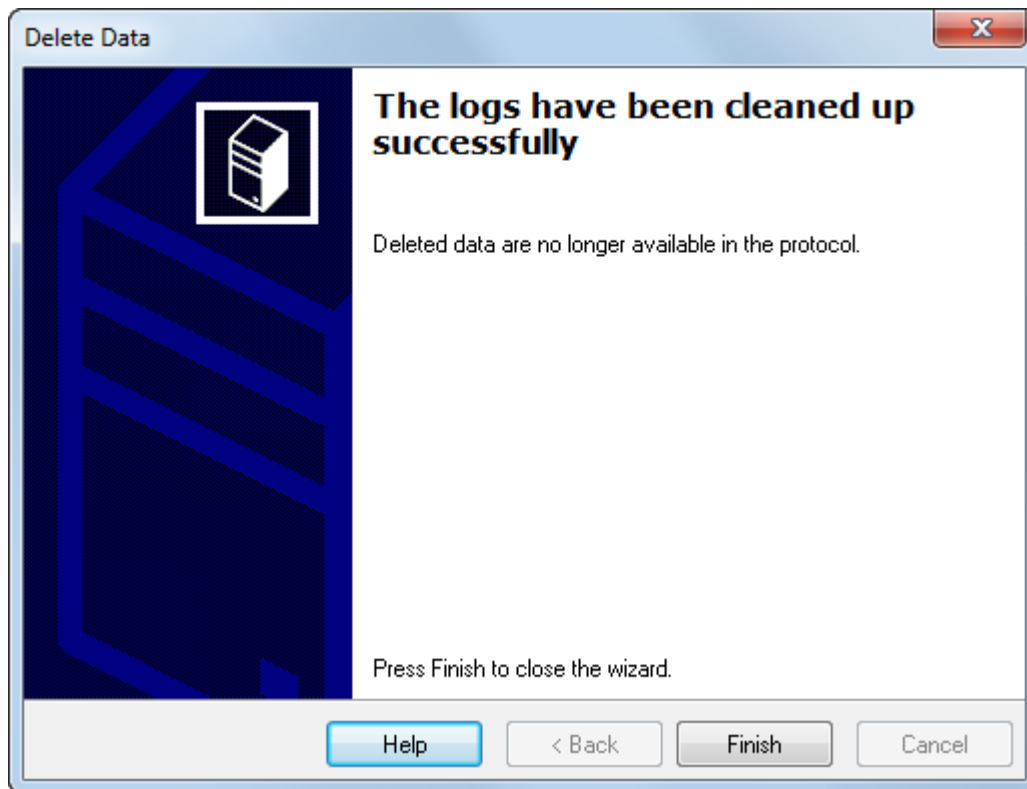 Delete Data
The logs have been cleaned up
successfully
Deleted data are no longer available in the protocol.
Press Finish to close the wizard.
Help
< Back
Finish
Cancel